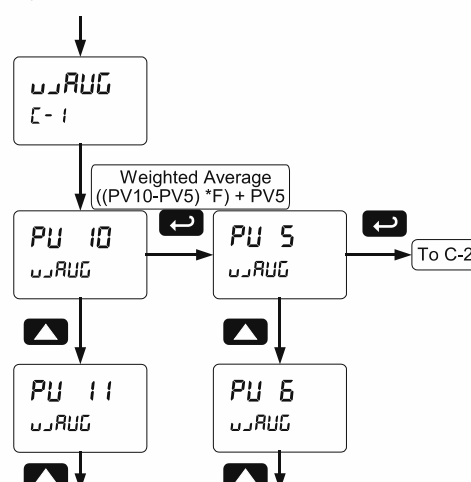 wAVG
C-1
Weighted Average
((PV10-PV5) *F) + PV5
PV 10
wAVG
PV 5
wAVG
To C-2
PV 11
wAVG
PV 6
wAVG